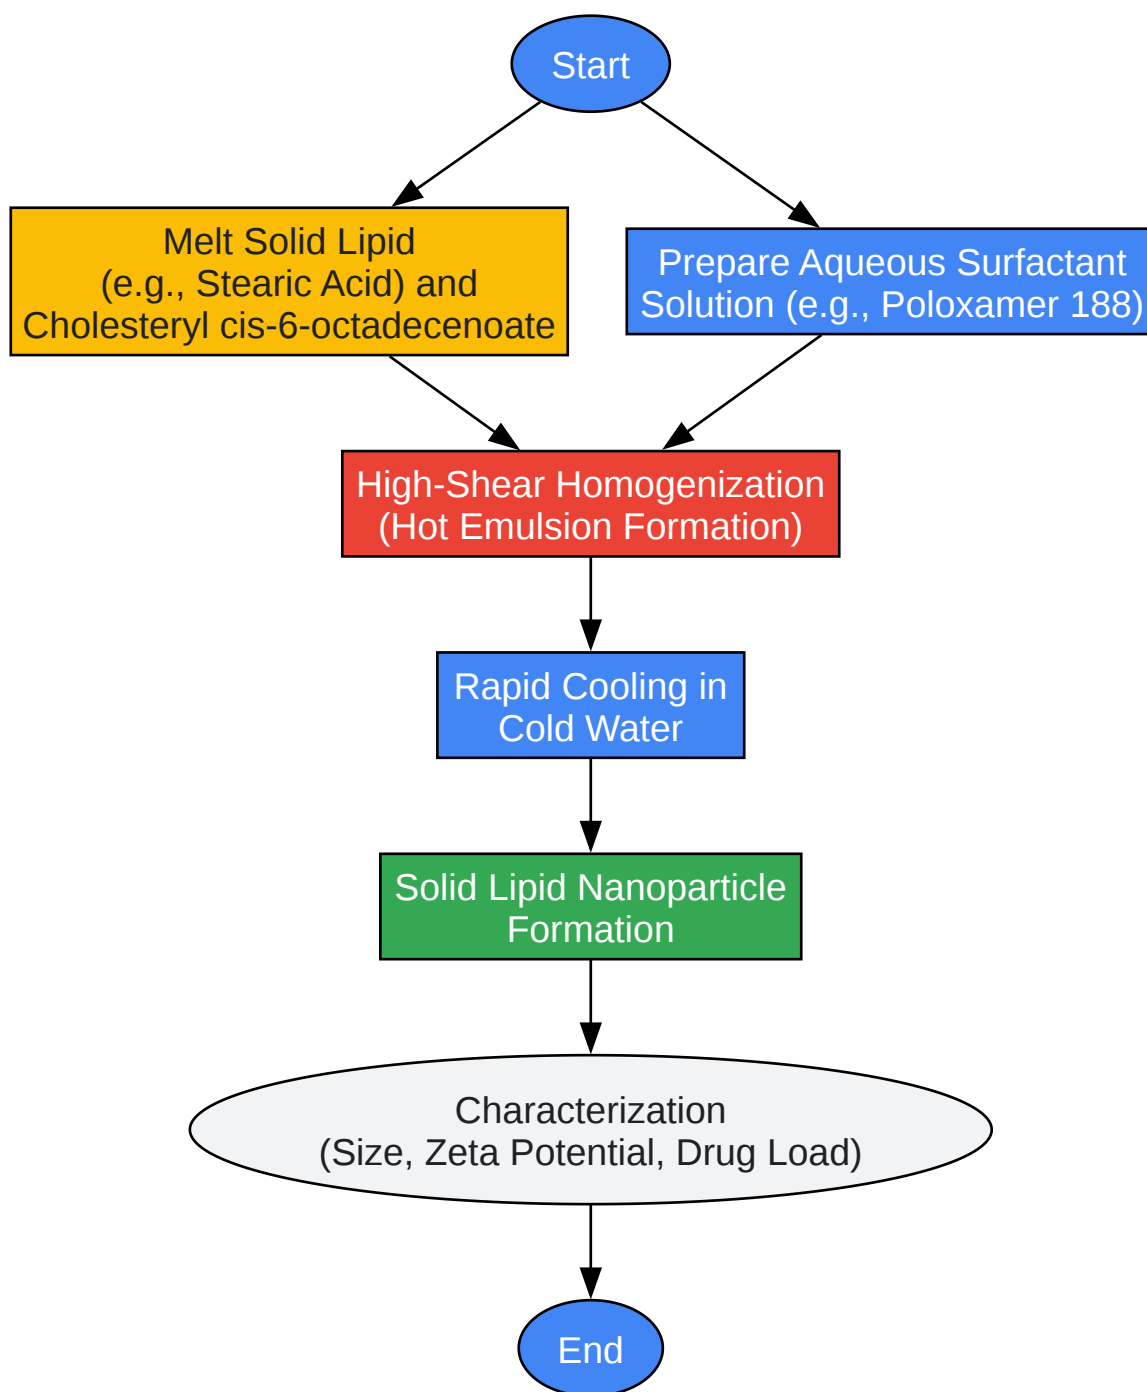 Start
Melt Solid Lipid
(e.g., Stearic Acid) and
Cholesteryl cis-6-octadecenoate
Prepare Aqueous Surfactant
Solution (e.g., Poloxamer 188)
High-Shear Homogenization
(Hot Emulsion Formation)
Rapid Cooling in
Cold Water
Solid Lipid Nanoparticle
Formation
Characterization
(Size, Zeta Potential, Drug Load)
End